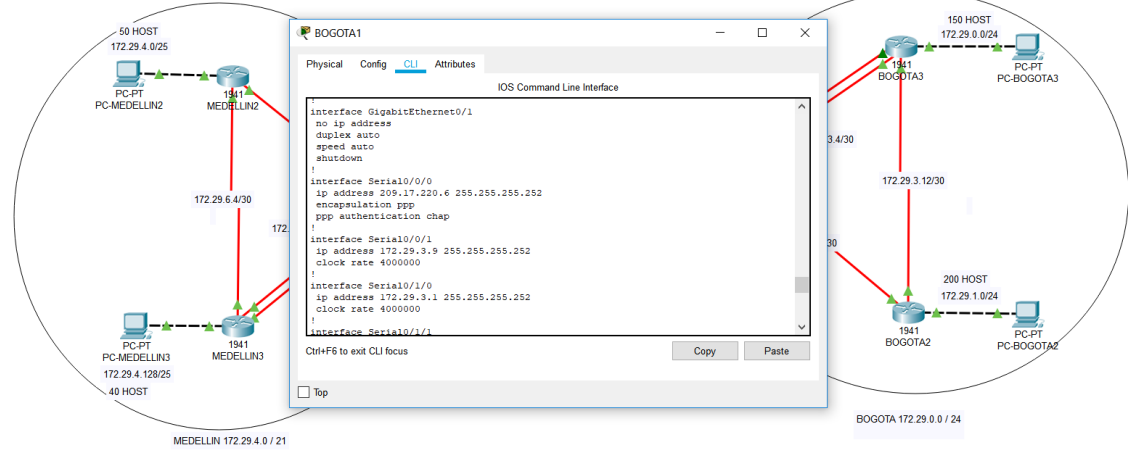 50 HOST
172.29.4.0/25
PC-PT
PC-MEDELLIN2
1941
MEDELLIN2
172.29.6.4/30
172.
PC-PT
PC-MEDELLIN3
172.29.4.128/25
40 HOST
1941
MEDELLIN3
MEDELLIN 172.29.4.0 / 21
BOGOTA1
Physical Config CLI Attributes
IOS Command Line Interface
!
interface GigabitEthernet0/1
no ip address
duplex auto
speed auto
shutdown
!
interface Serial0/0/0
ip address 209.17.220.6 255.255.255.252
encapsulation ppp
ppp authentication chap
!
interface Serial0/0/1
ip address 172.29.3.9 255.255.255.252
clock rate 4000000
!
interface Serial0/1/0
ip address 172.29.3.1 255.255.255.252
clock rate 4000000
!
interface Serial0/1/1
Ctrl+F6 to exit CLI focus
Copy
Paste
Top
150 HOST
172.29.0.0/24
1941
BOGOTA3
PC-PT
PC-BOGOTA3
3.4/30
172.29.3.12/30
30
200 HOST
172.29.1.0/24
1941
BOGOTA2
PC-PT
PC-BOGOTA2
BOGOTA 172.29.0.0 / 24